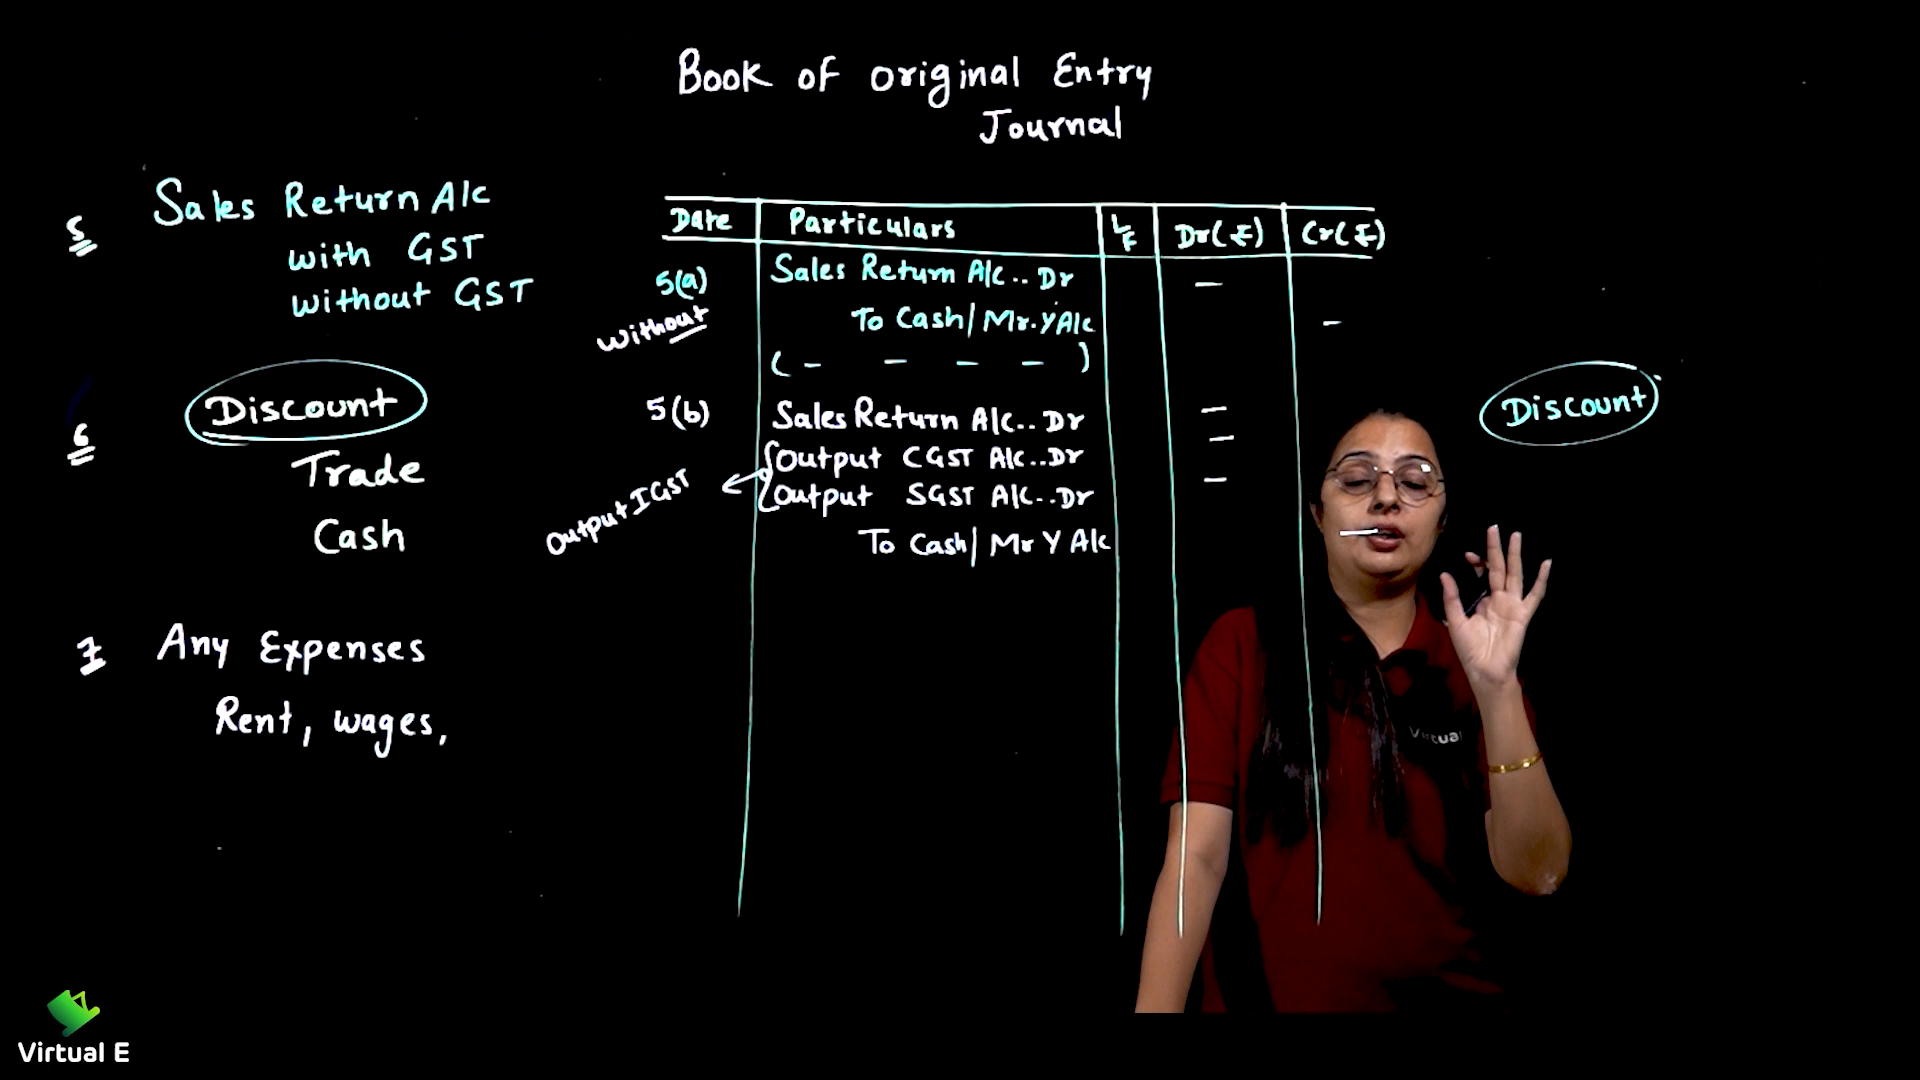 Book of original Entry
Journal
5 Sales Return A/c
with GST
without GST
6 Discount
Trade
Cash
7 Any Expenses
Rent, wages,
Date Particulars LF Dr(₹) Cr(₹)
5(a) Sales Return A/c.. Dr –
without To Cash/Mr.Y A/c –
(– – – –)
5(b) Sales Return A/c.. Dr –
Output CGST A/c..Dr –
Output IGST Output SGST A/c..Dr –
To Cash/Mr Y A/c
Discount
Virtual
Virtual E